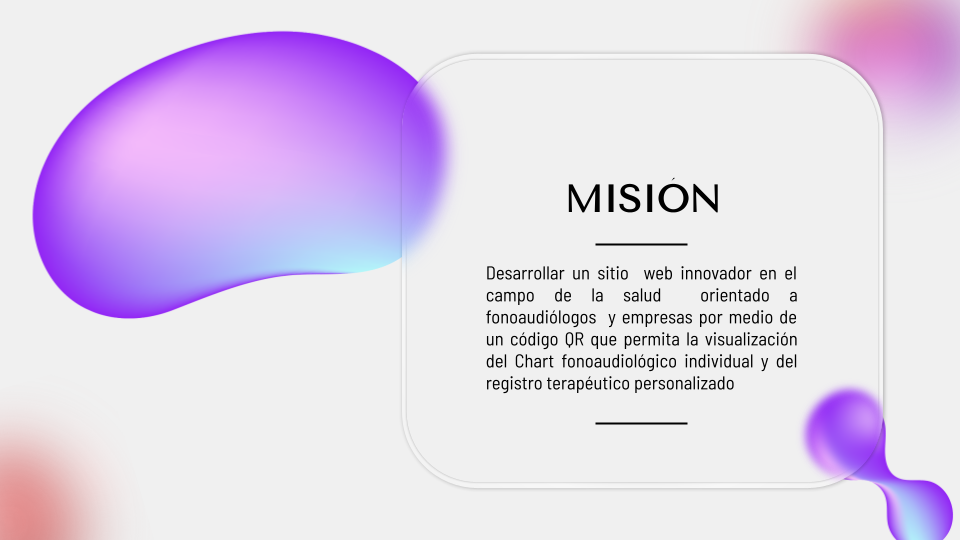 MISIÓN
Desarrollar un sitio web innovador en el
campo de la salud orientado a
fonoaudiólogos y empresas por medio de
un código QR que permita la visualización
del Chart fonoaudiológico individual y del
registro terapéutico personalizado